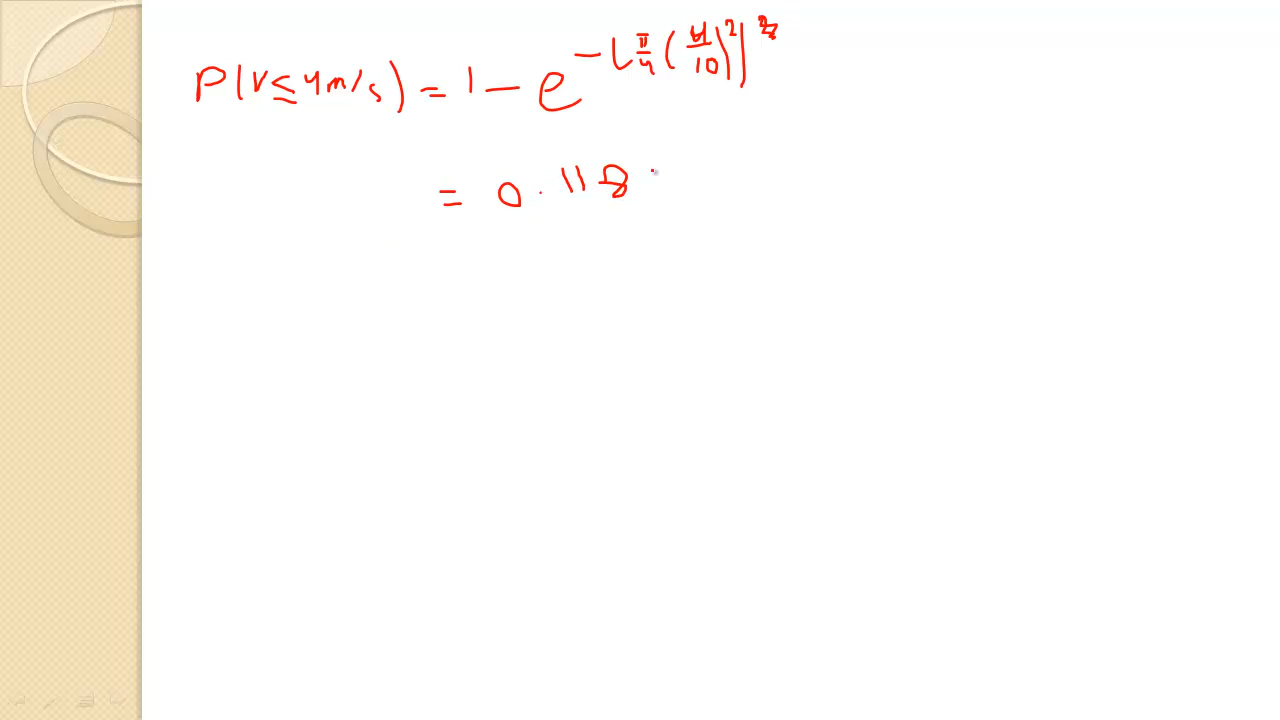 P(V ≤ 4m/s) = 1 - e^-(π/4 (4/10)^2)
= 0.118